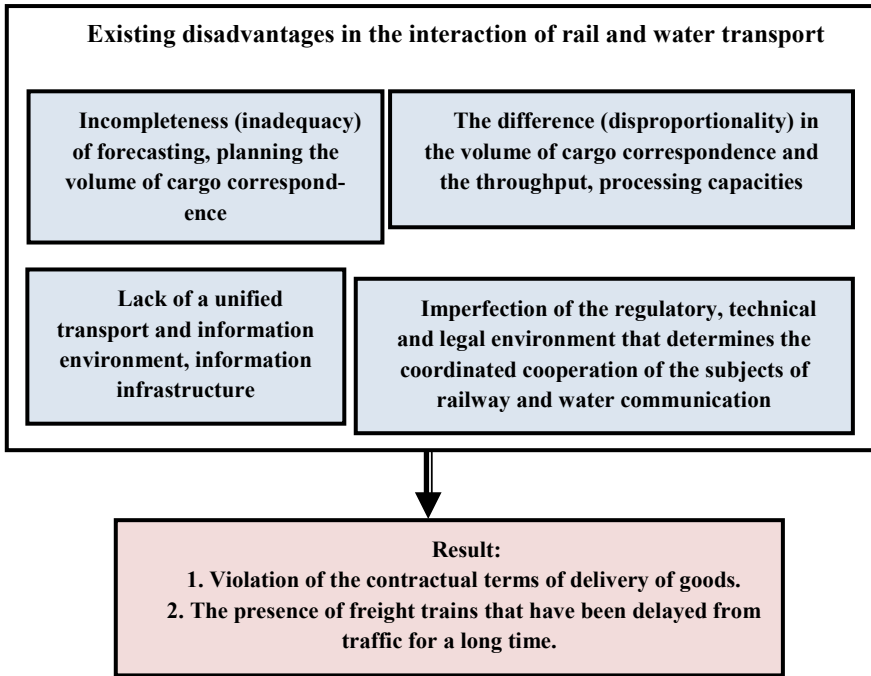 Existing disadvantages in the interaction of rail and water transport
Incompleteness (inadequacy)
of forecasting, planning the
volume of cargo correspond-
ence
The difference (disproportionality) in
the volume of cargo correspondence and
the throughput, processing capacities
Lack of a unified
transport and information
environment, information
infrastructure
Imperfection of the regulatory, technical
and legal environment that determines the
coordinated cooperation of the subjects of
railway and water communication
Result:
1. Violation of the contractual terms of delivery of goods.
2. The presence of freight trains that have been delayed from
traffic for a long time.